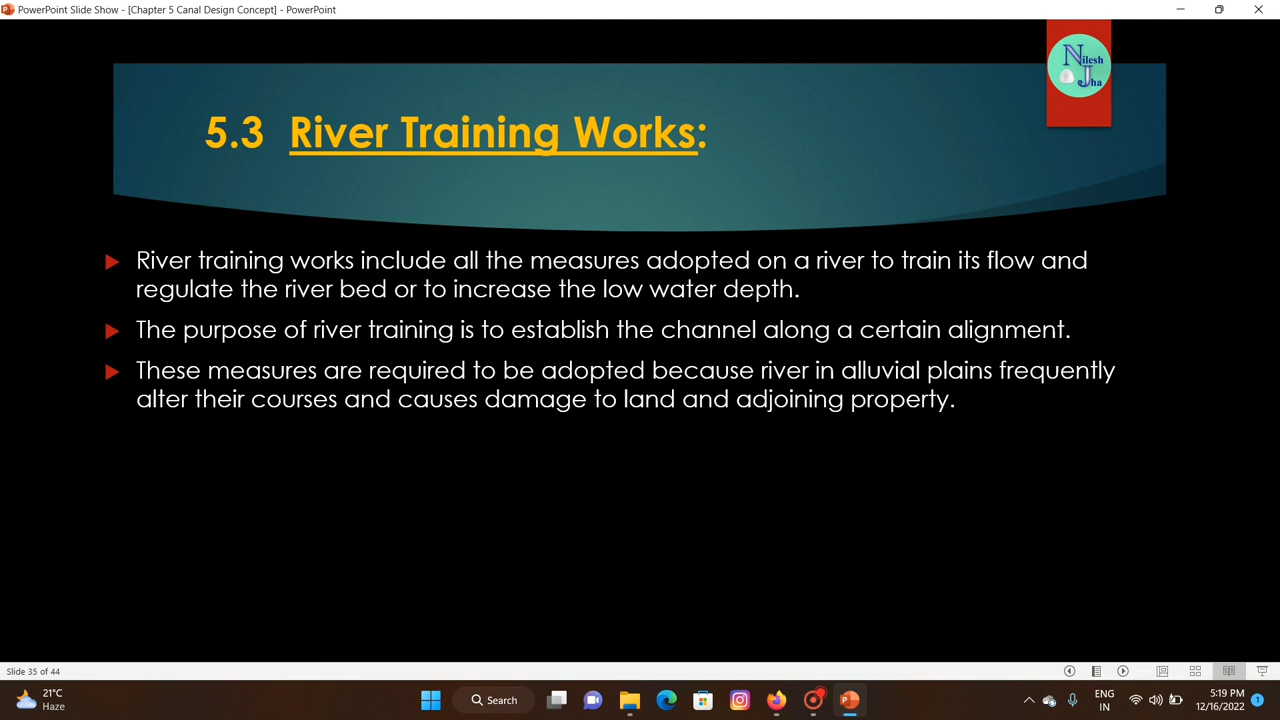 PowerPoint Slide Show - [Chapter 5 Canal Design Concept] - PowerPoint
Nilesh
Jha
5.3 River Training Works:
River training works include all the measures adopted on a river to train its flow and
regulate the river bed or to increase the low water depth.
The purpose of river training is to establish the channel along a certain alignment.
These measures are required to be adopted because river in alluvial plains frequently
alter their courses and causes damage to land and adjoining property.
Slide 35 of 44
21°C
Haze
Search
ENG
IN
5:19 PM
12/16/2022
1